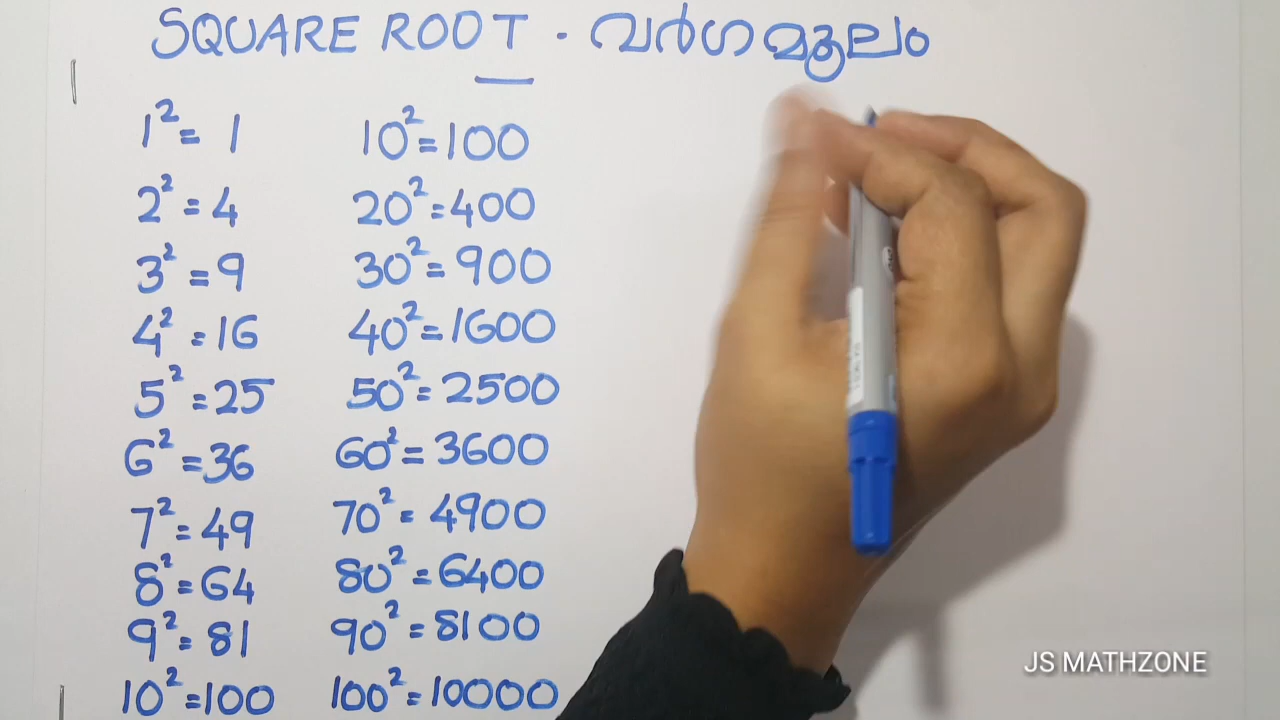 SQUARE ROOT - വർഗമൂലം
1² = 1 10² = 100
2² = 4 20² = 400
3² = 9 30² = 900
4² = 16 40² = 1600
5² = 25 50² = 2500
6² = 36 60² = 3600
7² = 49 70² = 4900
8² = 64 80² = 6400
9² = 81 90² = 8100
10² = 100 100² = 10000
JS MATHZONE